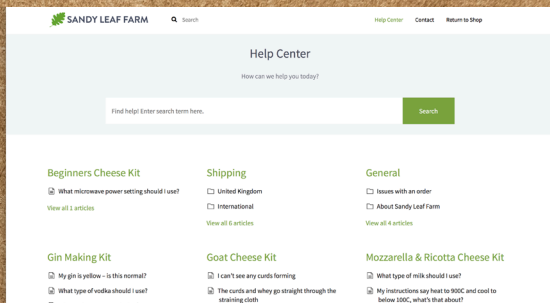 SANDY LEAF FARM
Search
Help Center
Contact
Return to Shop
Help Center
How can we help you today?
Find help! Enter search term here.
Search
Beginners Cheese Kit
What microwave power setting should i use?
View all 1 articles
Shipping
United Kingdom
International
View all 6 articles
General
Issues with an order
About Sandy Leaf Farm
View all 4 articles
Gin Making Kit
My gin is yellow – is this normal?
What type of vodka should I use?
Goat Cheese Kit
I can't see any curds forming
The curds and whey go straight through the
straining cloth
Mozzarella & Ricotta Cheese Kit
What type of milk should I use?
My instructions say heat to 900C and cool to
below 100C, what's that about?